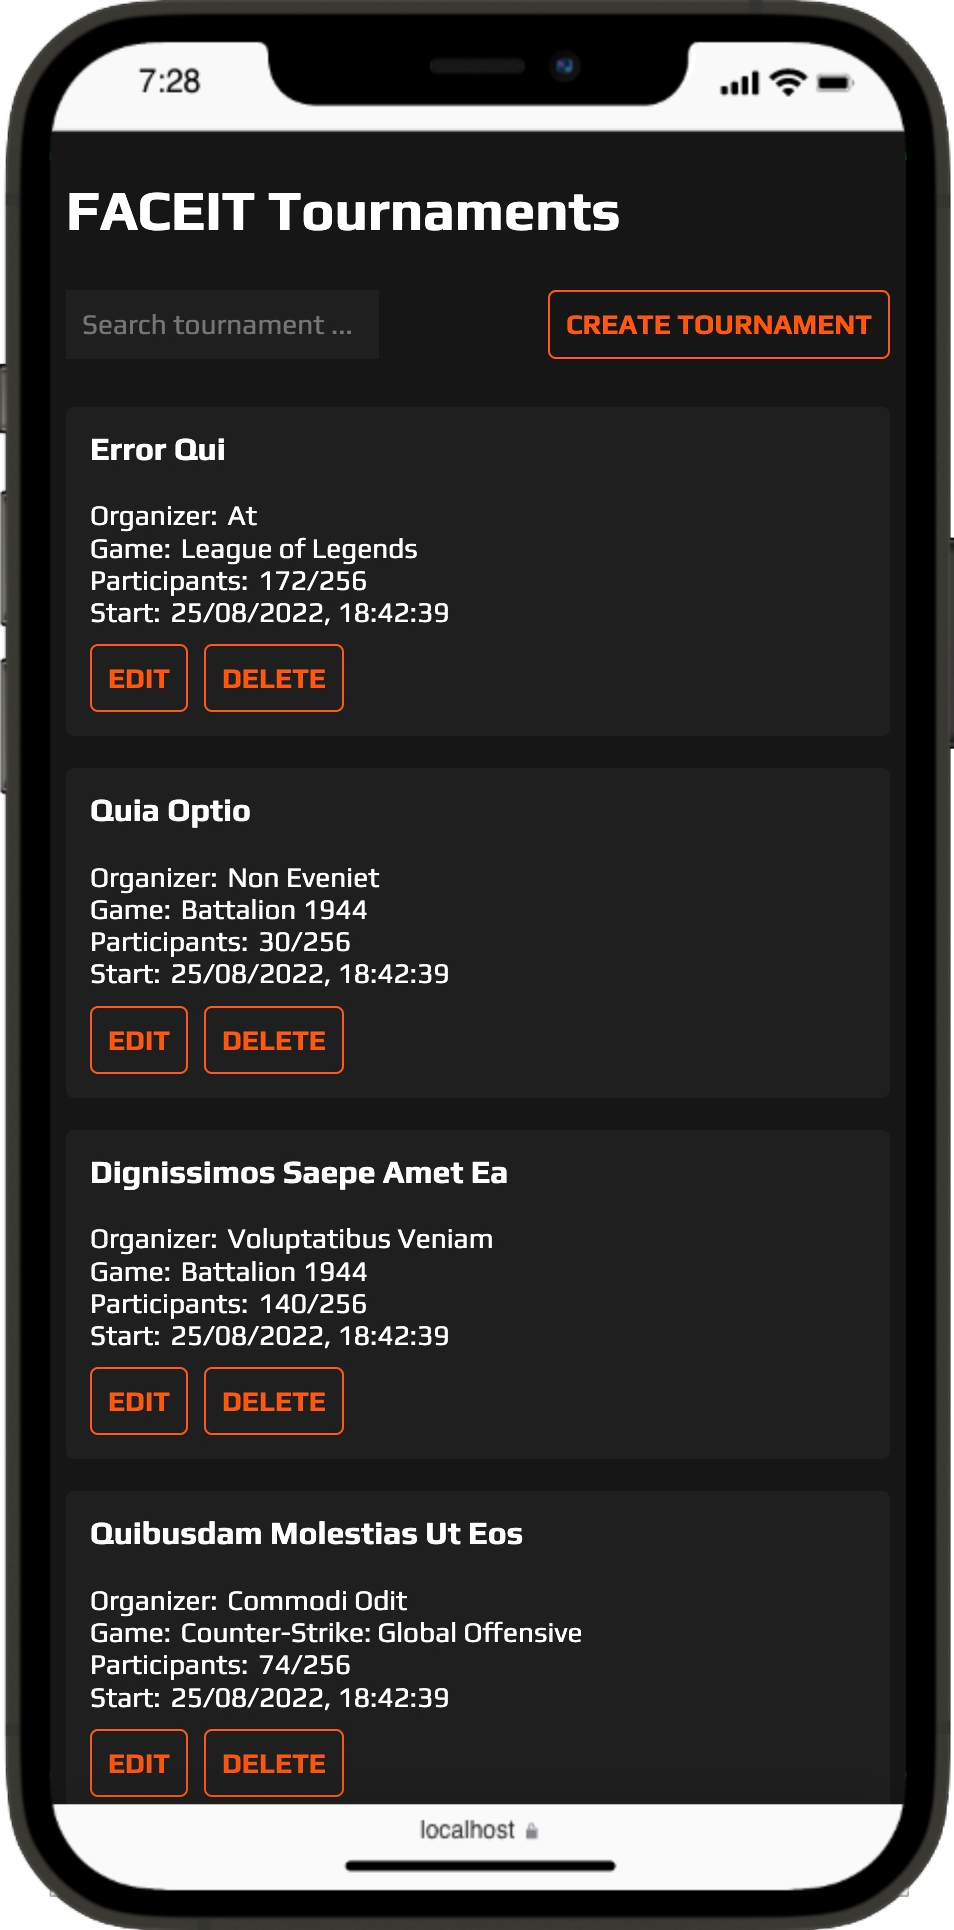 7:28
FACEIT Tournaments
Search tournament ...
CREATE TOURNAMENT
Error Qui
Organizer: At
Game: League of Legends
Participants: 172/256
Start: 25/08/2022, 18:42:39
EDIT DELETE
Quia Optio
Organizer: Non Eveniet
Game: Battalion 1944
Participants: 30/256
Start: 25/08/2022, 18:42:39
EDIT DELETE
Dignissimos Saepe Amet Ea
Organizer: Voluptatibus Veniam
Game: Battalion 1944
Participants: 140/256
Start: 25/08/2022, 18:42:39
EDIT DELETE
Quibusdam Molestias Ut Eos
Organizer: Commodi Odit
Game: Counter-Strike: Global Offensive
Participants: 74/256
Start: 25/08/2022, 18:42:39
EDIT DELETE
localhost